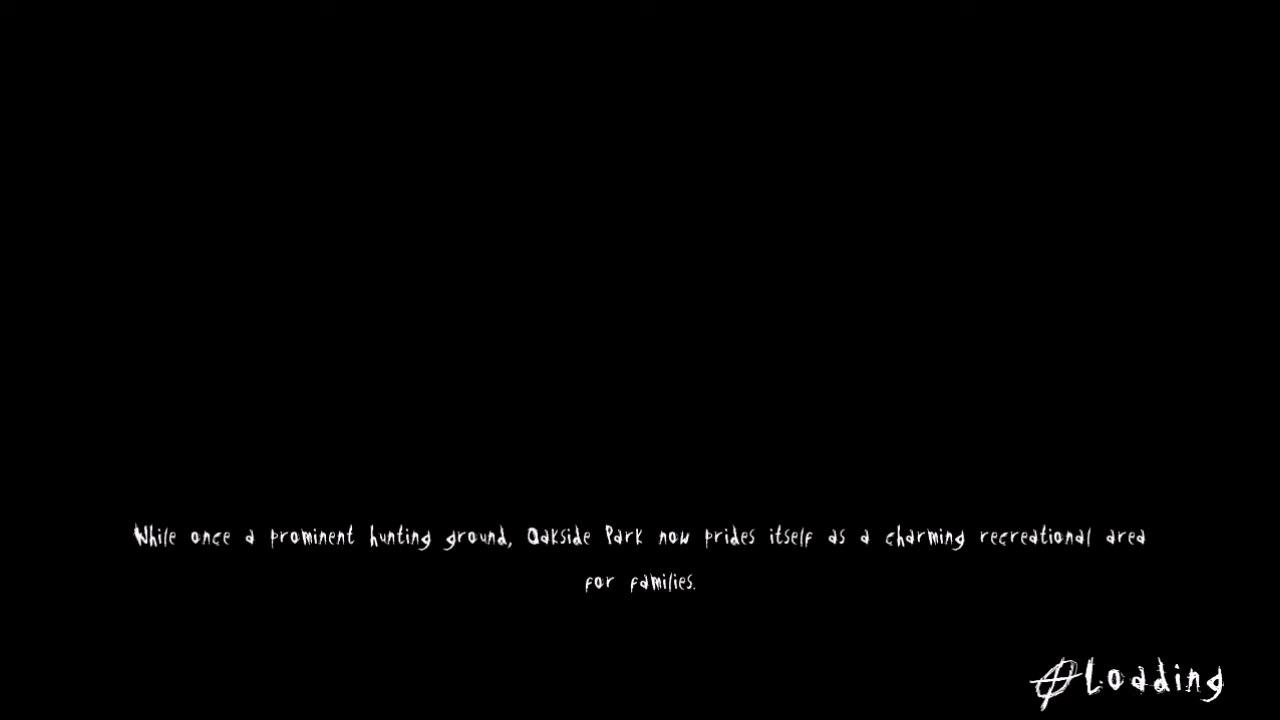 While once a prominent hunting ground, Oakside Park now prides itself as a charming recreational area
for families.
Loading